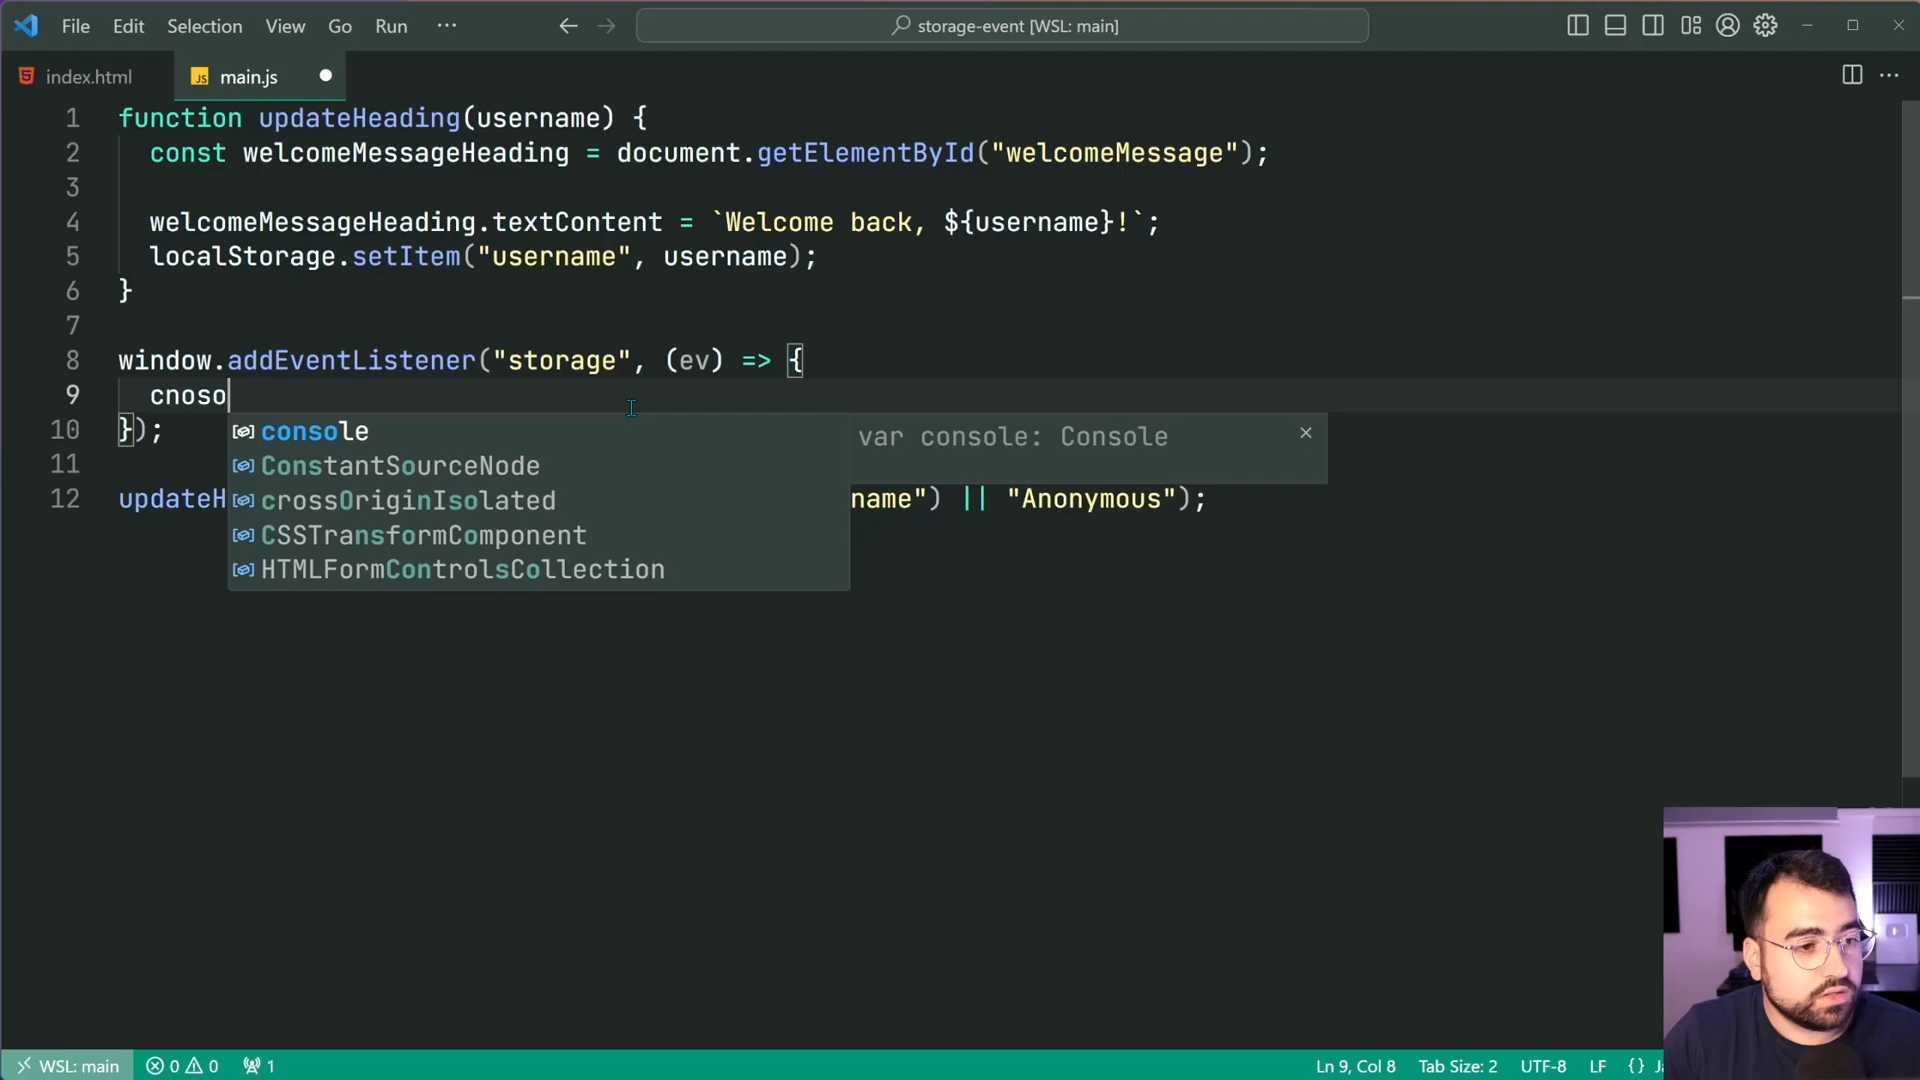 File Edit Selection View Go Run ··· storage-event [WSL: main]
index.html main.js
1 function updateHeading(username) {
2 const welcomeMessageHeading = document.getElementById("welcomeMessage");
3
4 welcomeMessageHeading.textContent = `Welcome back, ${username}!`;
5 localStorage.setItem("username", username);
6 }
7
8 window.addEventListener("storage", (ev) => {
9 cnoso
10 });
console var console: Console
11
ConstantSourceNode
12 updateH name") || "Anonymous");
crossOriginIsolated
CSSTransformComponent
HTMLFormControlsCollection
WSL: main 0 0 1 Ln 9, Col 8 Tab Size: 2 UTF-8 LF {}